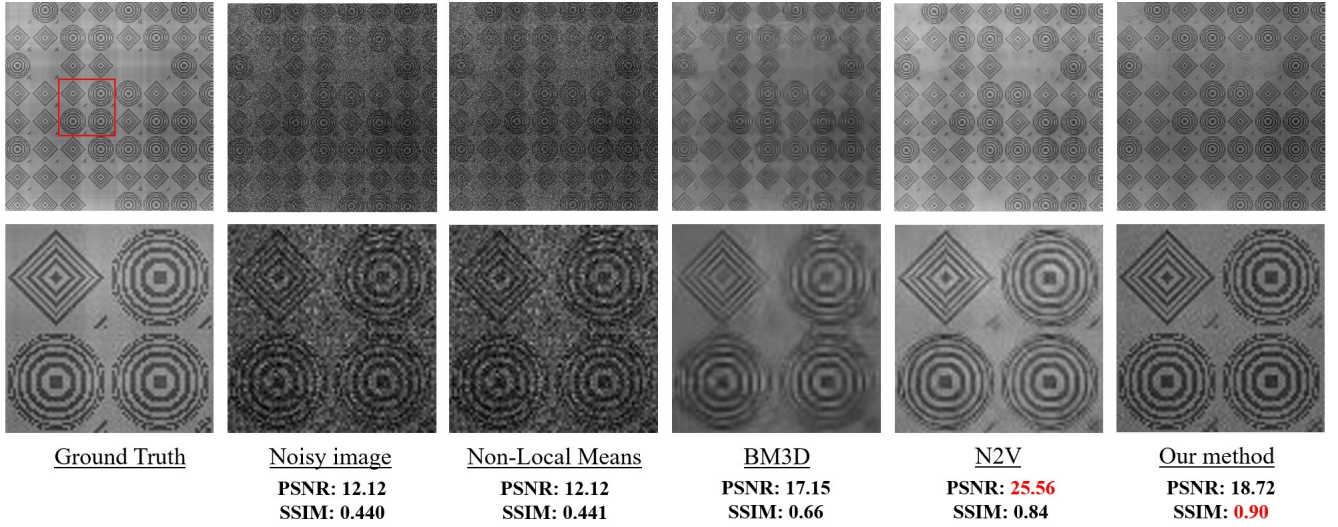 Ground Truth
Noisy image
PSNR: 12.12
SSIM: 0.440
Non-Local Means
PSNR: 12.12
SSIM: 0.441
BM3D
PSNR: 17.15
SSIM: 0.66
N2V
PSNR: 25.56
SSIM: 0.84
Our method
PSNR: 18.72
SSIM: 0.90